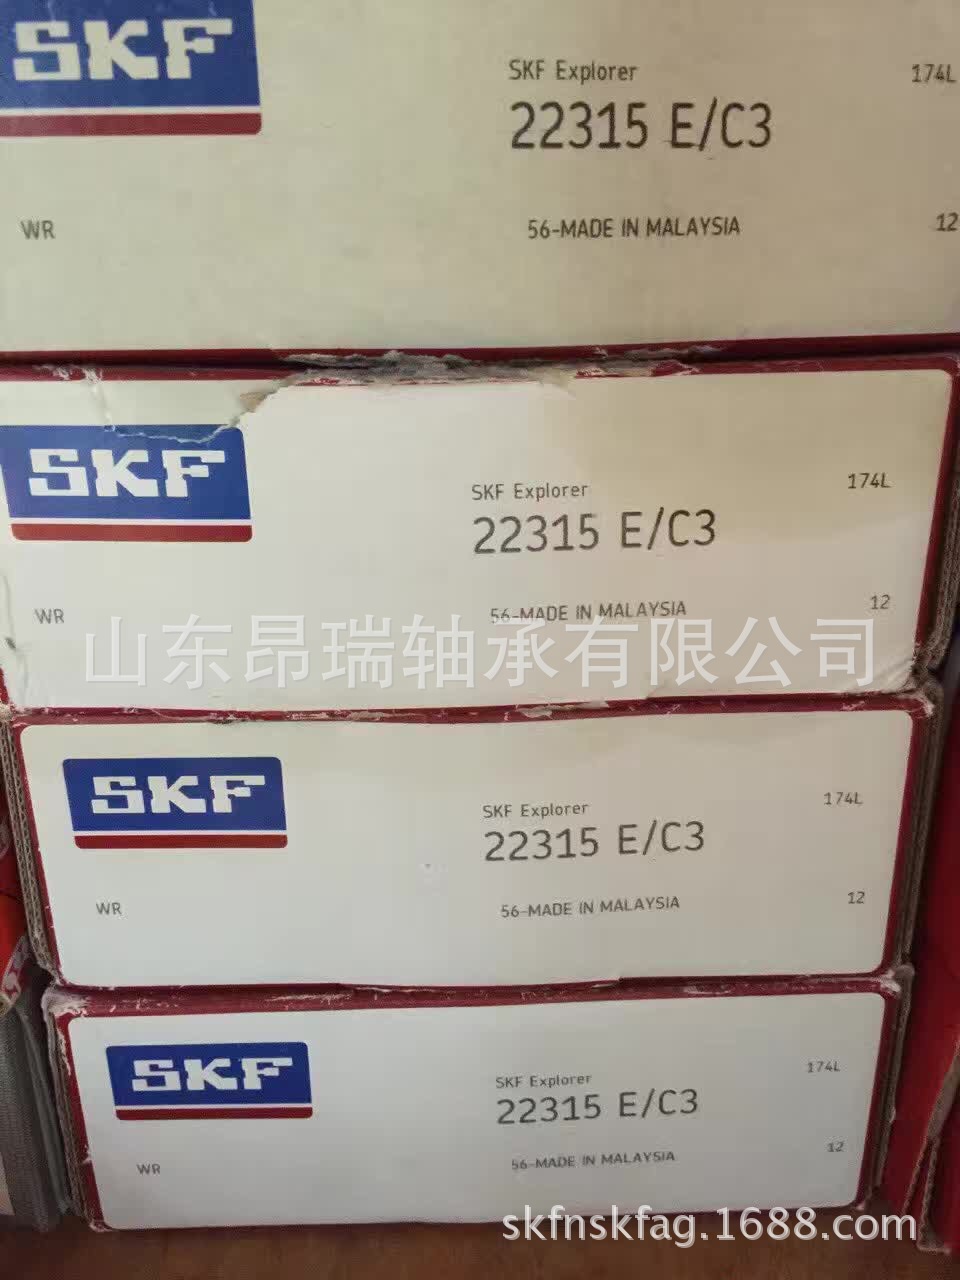 SKF
SKF Explorer 174L
22315 E/C3
WR 56-MADE IN MALAYSIA 12
SKF
SKF Explorer 174L
22315 E/C3
WR 56-MADE IN MALAYSIA 12
山东昂瑞轴承有限公司
SKF
SKF Explorer 174L
22315 E/C3
WR 56-MADE IN MALAYSIA 12
SKF
SKF Explorer 174L
22315 E/C3
WR 56-MADE IN MALAYSIA 12
skfnskfag.1688.com